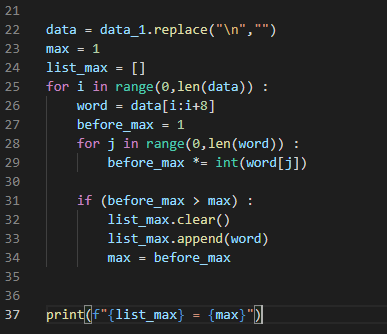 21
22 data = data_1.replace("\n","")
23 max = 1
24 list_max = []
25 for i in range(0,len(data)) :
26     word = data[i:i+8]
27     before_max = 1
28     for j in range(0,len(word)) :
29         before_max *= int(word[j])
30
31     if (before_max > max) :
32         list_max.clear()
33         list_max.append(word)
34         max = before_max
35
36
37 print(f"{list_max} = {max}")